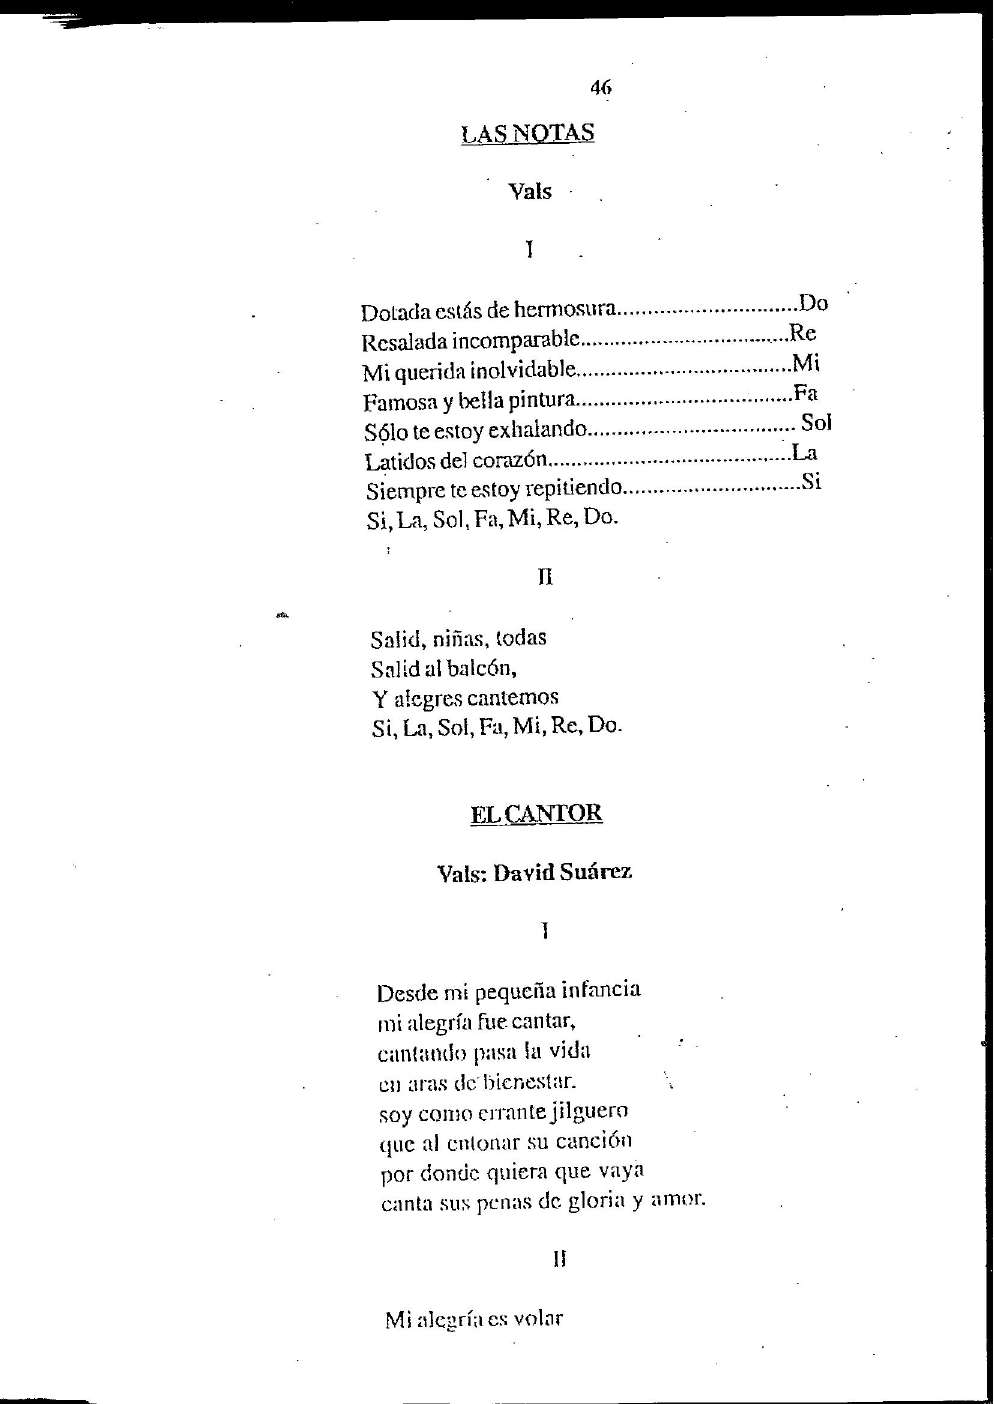 46
LAS NOTAS
Vals
I
Dotada estás de hermosura..............................Do
Resalada incomparable..................................Re
Mi querida inolvidable...................................Mi
Famosa y bella pintura...................................Fa
Sólo te estoy exhalando.................................. Sol
Latidos del corazón.......................................La
Siempre te estoy repitiendo.............................Si
Si, La, Sol, Fa, Mi, Re, Do.
II
Salid, niñas, todas
Salid al balcón,
Y alegres cantemos
Si, La, Sol, Fa, Mi, Re, Do.
EL CANTOR
Vals: David Suárez
I
Desde mi pequeña infancia
mi alegría fue cantar,
cantando pasa la vida
en aras de bienestar.
soy como errante jilguero
que al entonar su canción
por donde quiera que vaya
canta sus penas de gloria y amor.
II
Mi alegría es volar